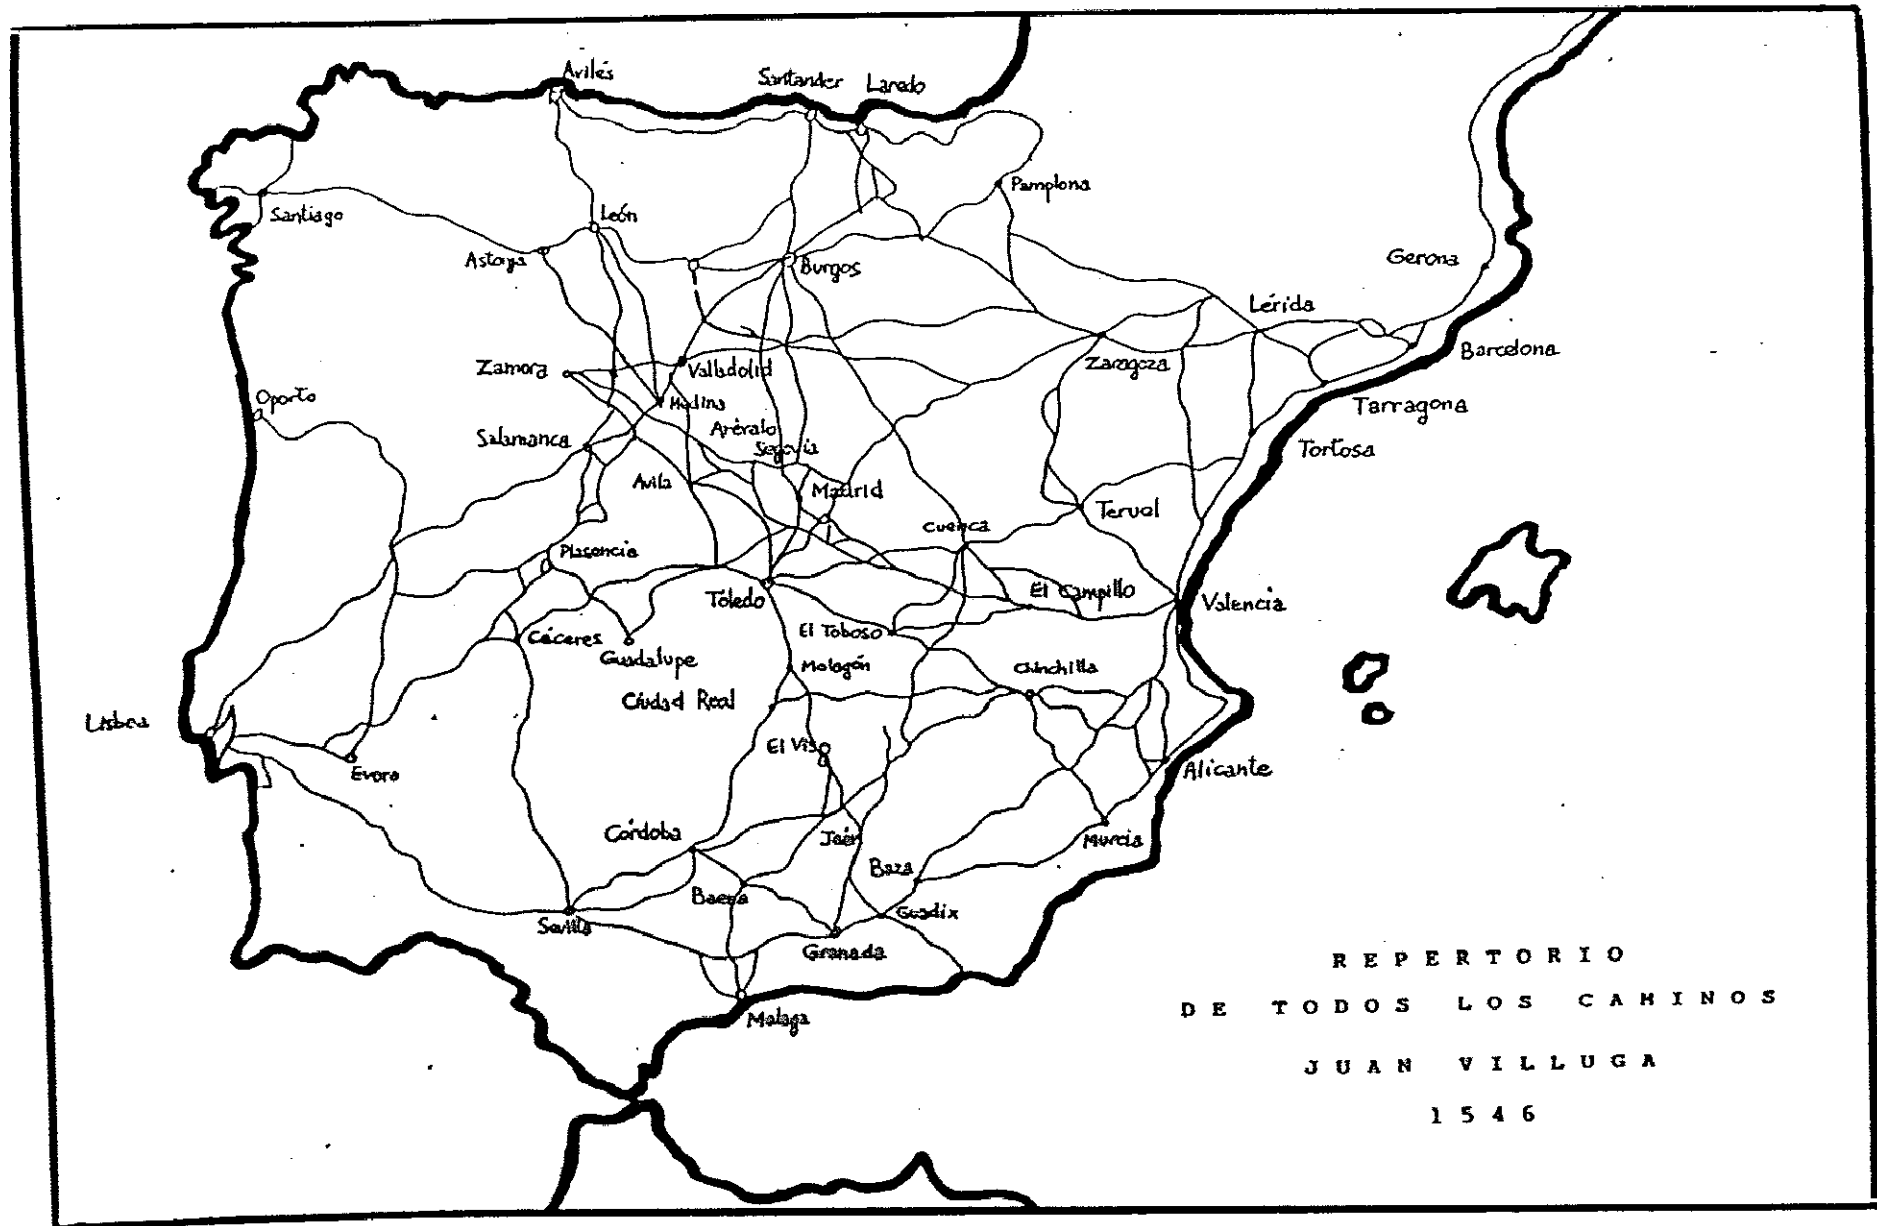 Avilés
Santander
Laredo
Pamplona
Santiago
León
Astorga
Burgos
Gerona
Lérida
Barcelona
Zamora
Valladolid
Zaragoza
Oporto
Medina
Tarragona
Arévalo
Salamanca
Segovia
Tortosa
Avila
Madrid
Teruel
Cuenca
Plasencia
Toledo
El Campillo
Valencia
El Toboso
Cáceres
Guadalupe
Malagón
Chinchilla
Ciudad Real
Lisboa
El Viso
Evora
Alicante
Córdoba
Jaén
Murcia
Baza
Baena
Guadix
Sevilla
Granada
Malaga
REPERTORIO
DE TODOS LOS CAMINOS
JUAN VILLUGA
1546